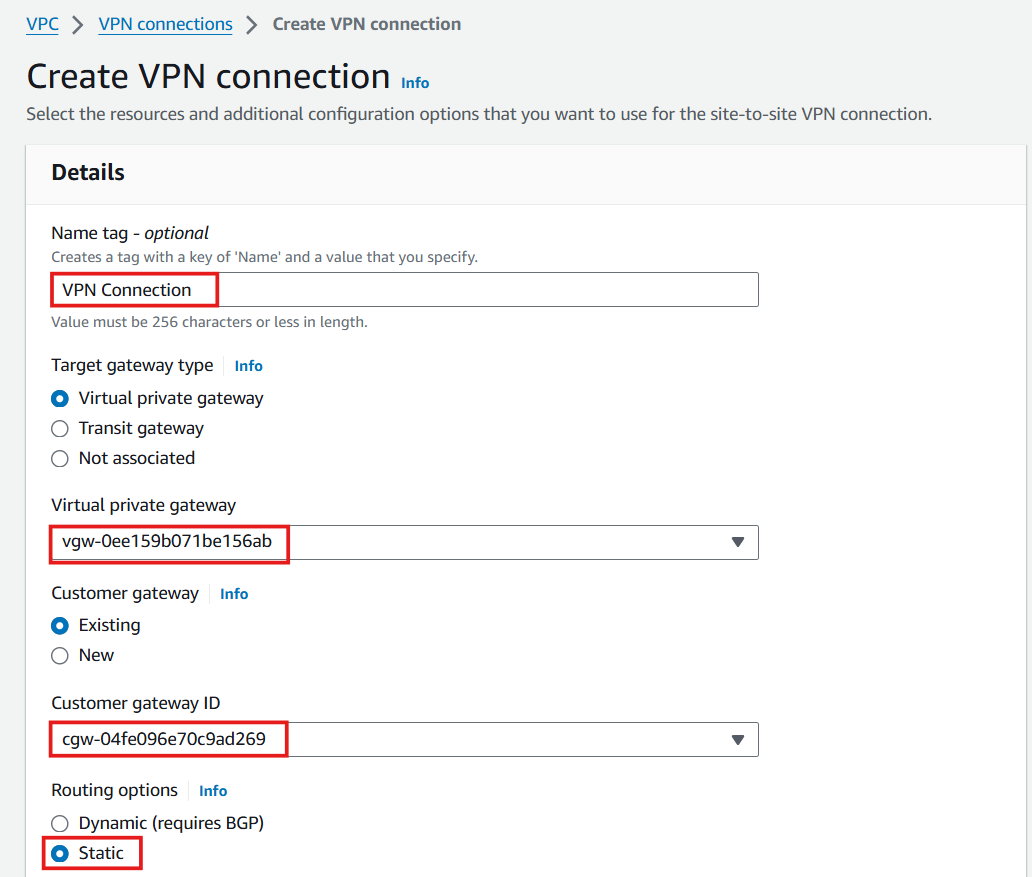 VPC > VPN connections > Create VPN connection
Create VPN connection Info
Select the resources and additional configuration options that you want to use for the site-to-site VPN connection.
Details
Name tag - optional
Creates a tag with a key of 'Name' and a value that you specify.
VPN Connection
Value must be 256 characters or less in length.
Target gateway type Info
Virtual private gateway
Transit gateway
Not associated
Virtual private gateway
vgw-0ee159b071be156ab
Customer gateway Info
Existing
New
Customer gateway ID
cgw-04fe096e70c9ad269
Routing options Info
Dynamic (requires BGP)
Static